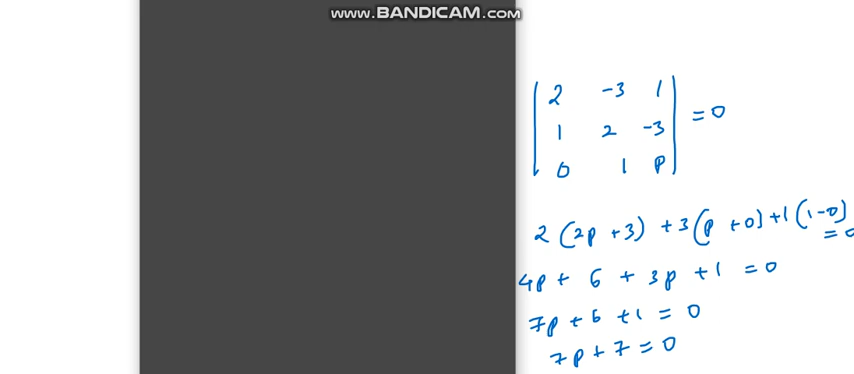 www.BANDICAM.com
2 -3 1
1 2 -3 = 0
0 1 P
2 (2p + 3) + 3 (p + 0) + 1 (1 - 0) = 0
4p + 6 + 3p + 1 = 0
7p + 6 + 1 = 0
7p + 7 = 0